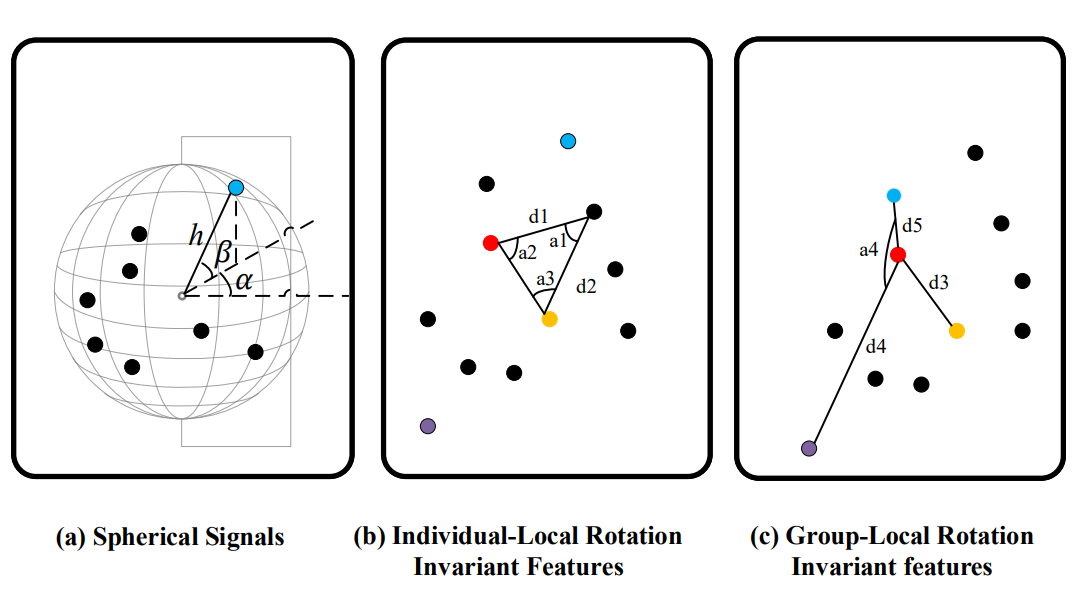 h
β
α
d1
a1
a2
a3
d2
d5
a4
d3
d4
(a) Spherical Signals
(b) Individual-Local Rotation
Invariant Features
(c) Group-Local Rotation
Invariant features